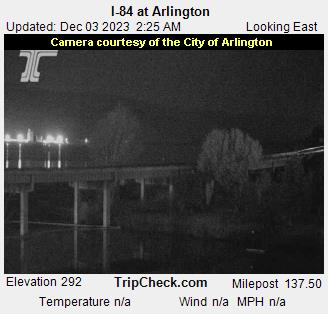 I-84 at Arlington
Updated: Dec 03 2023 2:25 AM Looking East
Camera courtesy of the City of Arlington
Elevation 292 TripCheck.com Milepost 137.50
Temperature n/a Wind n/a MPH n/a